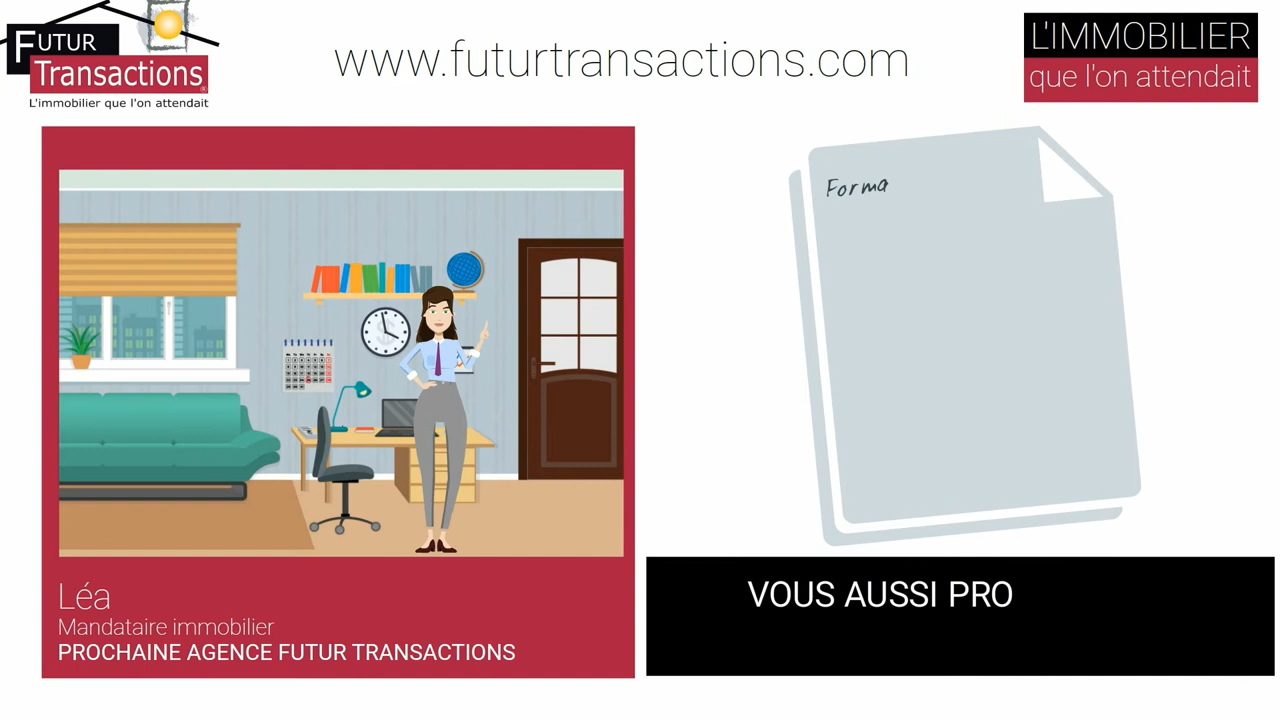 FUTUR
Transactions®
L'immobilier que l'on attendait
www.futurtransactions.com
L'IMMOBILIER
que l'on attendait
Forma
Léa
Mandataire immobilier
PROCHAINE AGENCE FUTUR TRANSACTIONS
VOUS AUSSI PRO